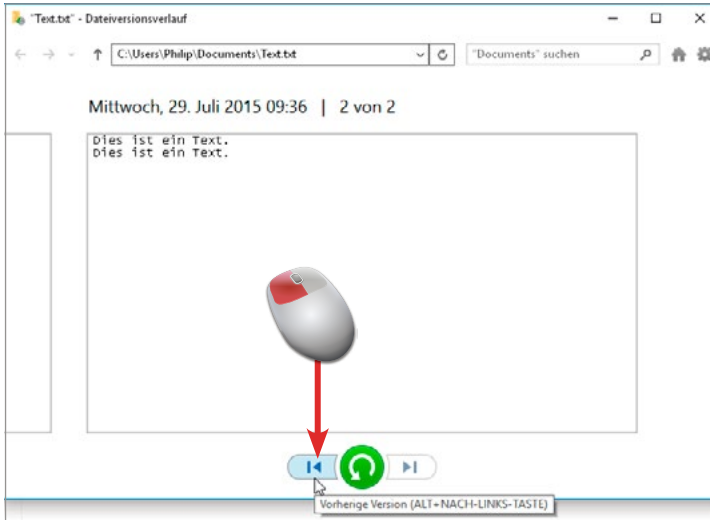 "Text.txt" - Dateiversionsverlauf
C:\Users\Philip\Documents\Text.txt
"Documents" suchen
Mittwoch, 29. Juli 2015 09:36 | 2 von 2
Dies ist ein Text.
Dies ist ein Text.
Vorherige Version (ALT+NACH-LINKS-TASTE)